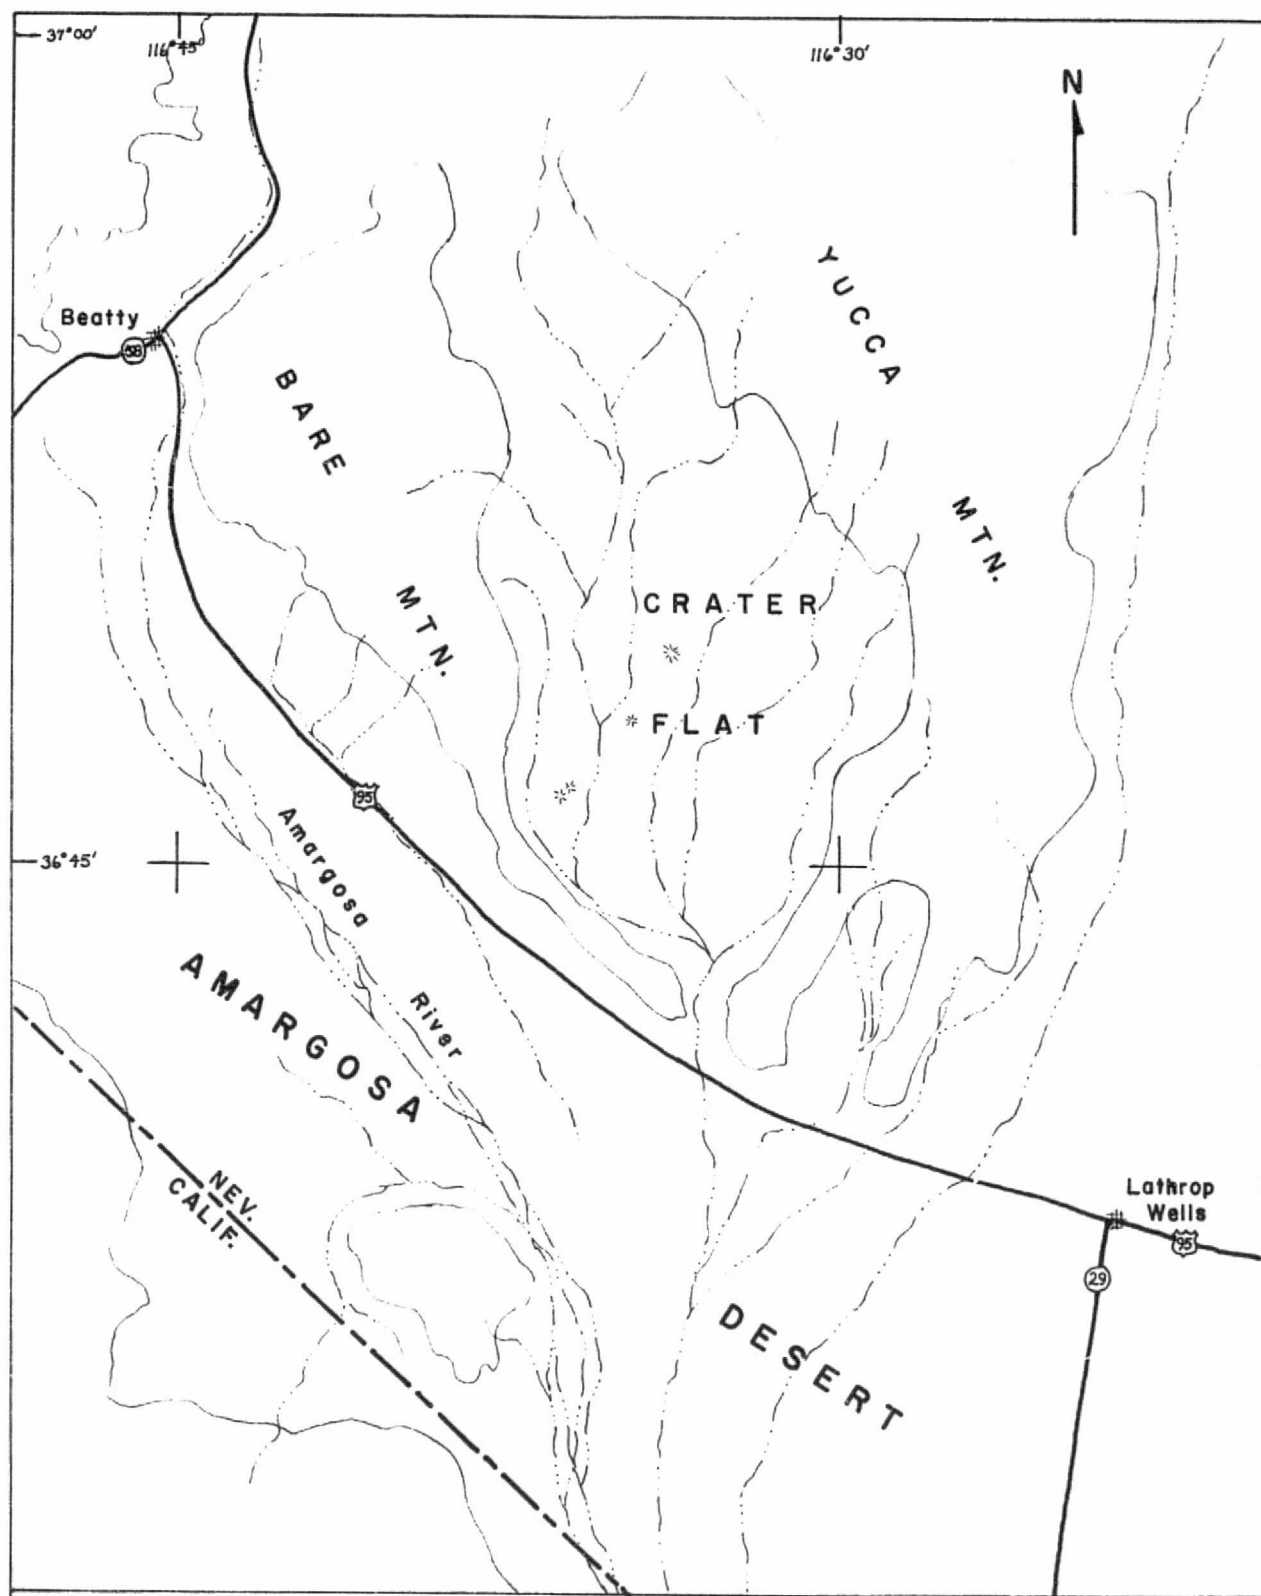 37°00'
116°45'
116°30'
N
YUCCA
MTN.
Beatty
58
BARE
MTN.
CRATER
FLAT
95
Amargosa
River
36°45'
AMARGOSA
DESERT
NEV.
CALIF.
Lathrop
Wells
95
29